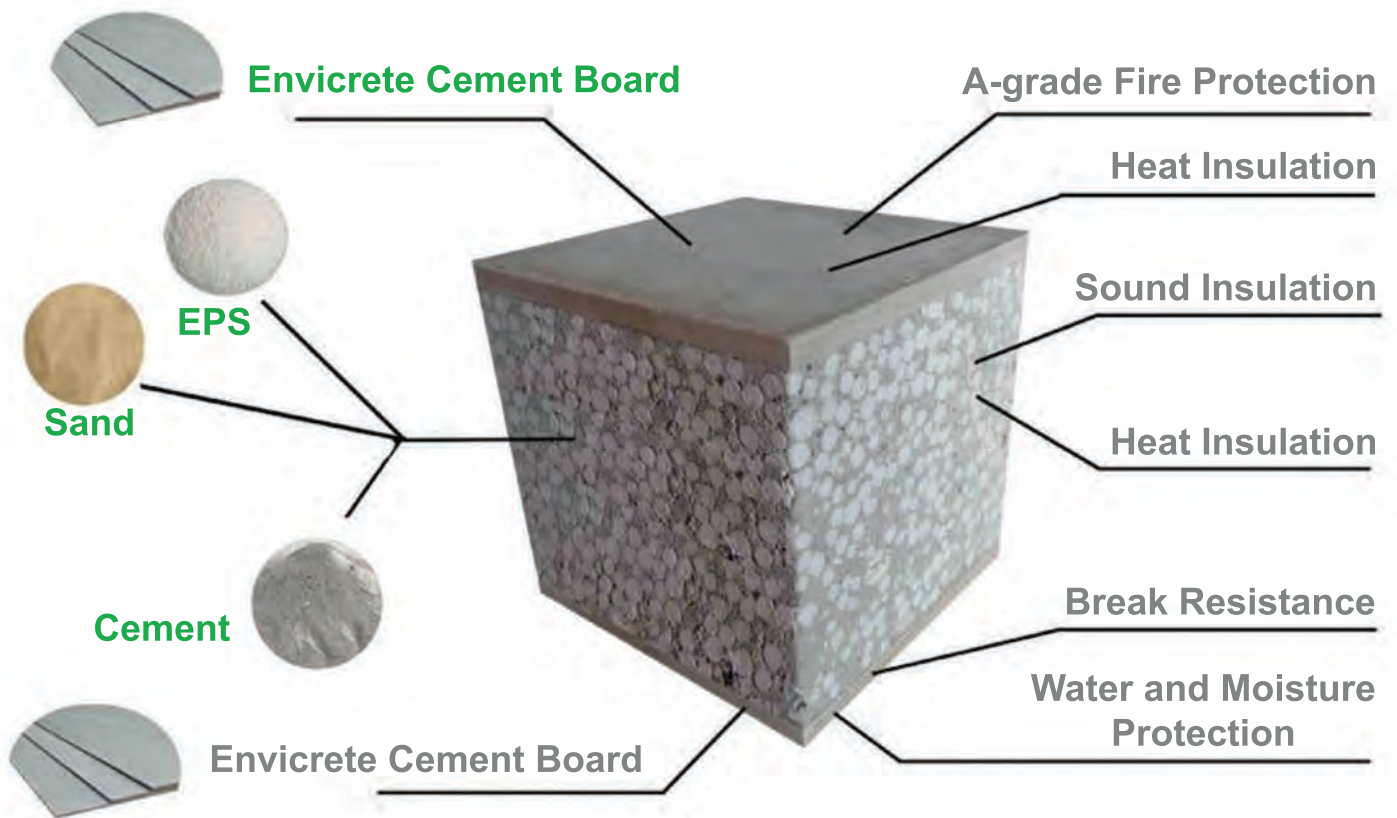 Envicrete Cement Board
A-grade Fire Protection
Heat Insulation
EPS
Sound Insulation
Sand
Heat Insulation
Cement
Break Resistance
Water and Moisture
Protection
Envicrete Cement Board